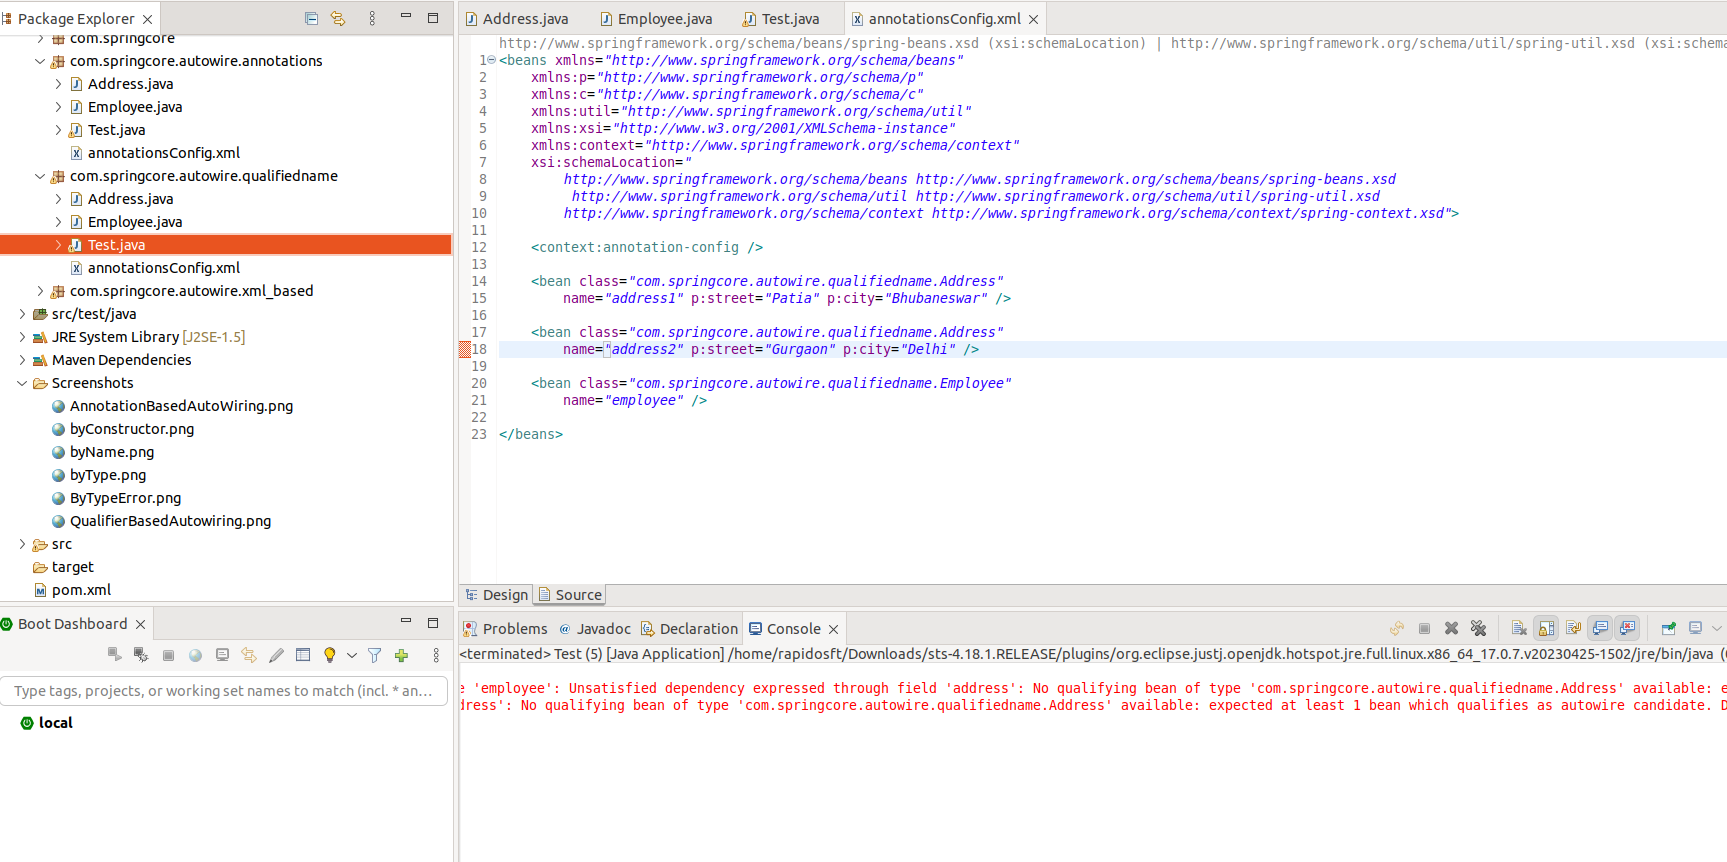 Package Explorer
com.springcore
com.springcore.autowire.annotations
Address.java
Employee.java
Test.java
annotationsConfig.xml
com.springcore.autowire.qualifiedname
Address.java
Employee.java
Test.java
annotationsConfig.xml
com.springcore.autowire.xml_based
src/test/java
JRE System Library [J2SE-1.5]
Maven Dependencies
Screenshots
AnnotationBasedAutoWiring.png
byConstructor.png
byName.png
byType.png
ByTypeError.png
QualifierBasedAutowiring.png
src
target
pom.xml
Boot Dashboard
Type tags, projects, or working set names to match (incl. * an...
local
Address.java Employee.java Test.java annotationsConfig.xml
http://www.springframework.org/schema/beans/spring-beans.xsd (xsi:schemaLocation) | http://www.springframework.org/schema/util/spring-util.xsd (xsi:schema
1 <beans xmlns="http://www.springframework.org/schema/beans"
2 xmlns:p="http://www.springframework.org/schema/p"
3 xmlns:c="http://www.springframework.org/schema/c"
4 xmlns:util="http://www.springframework.org/schema/util"
5 xmlns:xsi="http://www.w3.org/2001/XMLSchema-instance"
6 xmlns:context="http://www.springframework.org/schema/context"
7 xsi:schemaLocation="
8 http://www.springframework.org/schema/beans http://www.springframework.org/schema/beans/spring-beans.xsd
9 http://www.springframework.org/schema/util http://www.springframework.org/schema/util/spring-util.xsd
10 http://www.springframework.org/schema/context http://www.springframework.org/schema/context/spring-context.xsd">
11
12 <context:annotation-config />
13
14 <bean class="com.springcore.autowire.qualifiedname.Address"
15 name="address1" p:street="Patia" p:city="Bhubaneswar" />
16
17 <bean class="com.springcore.autowire.qualifiedname.Address"
18 name="address2" p:street="Gurgaon" p:city="Delhi" />
19
20 <bean class="com.springcore.autowire.qualifiedname.Employee"
21 name="employee" />
22
23 </beans>
Design Source
Problems Javadoc Declaration Console
<terminated> Test (5) [Java Application] /home/rapidosft/Downloads/sts-4.18.1.RELEASE/plugins/org.eclipse.justj.openjdk.hotspot.jre.full.linux.x86_64_17.0.7.v20230425-1502/jre/bin/java (
e 'employee': Unsatisfied dependency expressed through field 'address': No qualifying bean of type 'com.springcore.autowire.qualifiedname.Address' available: e
dress': No qualifying bean of type 'com.springcore.autowire.qualifiedname.Address' available: expected at least 1 bean which qualifies as autowire candidate. D